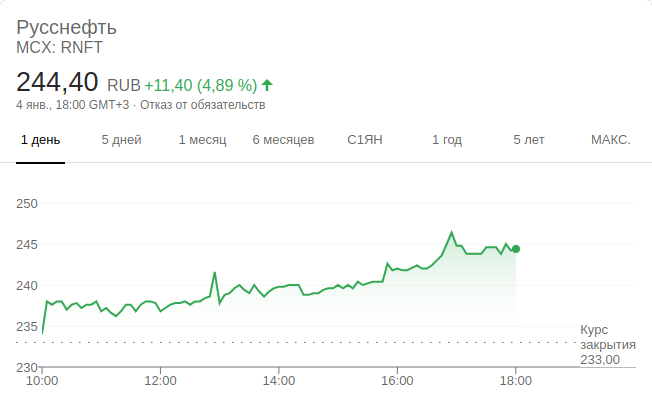 Русснефть
MCX: RNFT
244,40 RUB +11,40 (4,89 %)
4 янв., 18:00 GMT+3 · Отказ от обязательств
1 день 5 дней 1 месяц 6 месяцев С1ЯН 1 год 5 лет МАКС.
250
245
240
235
Курс
закрытия
233,00
230
10:00 12:00 14:00 16:00 18:00